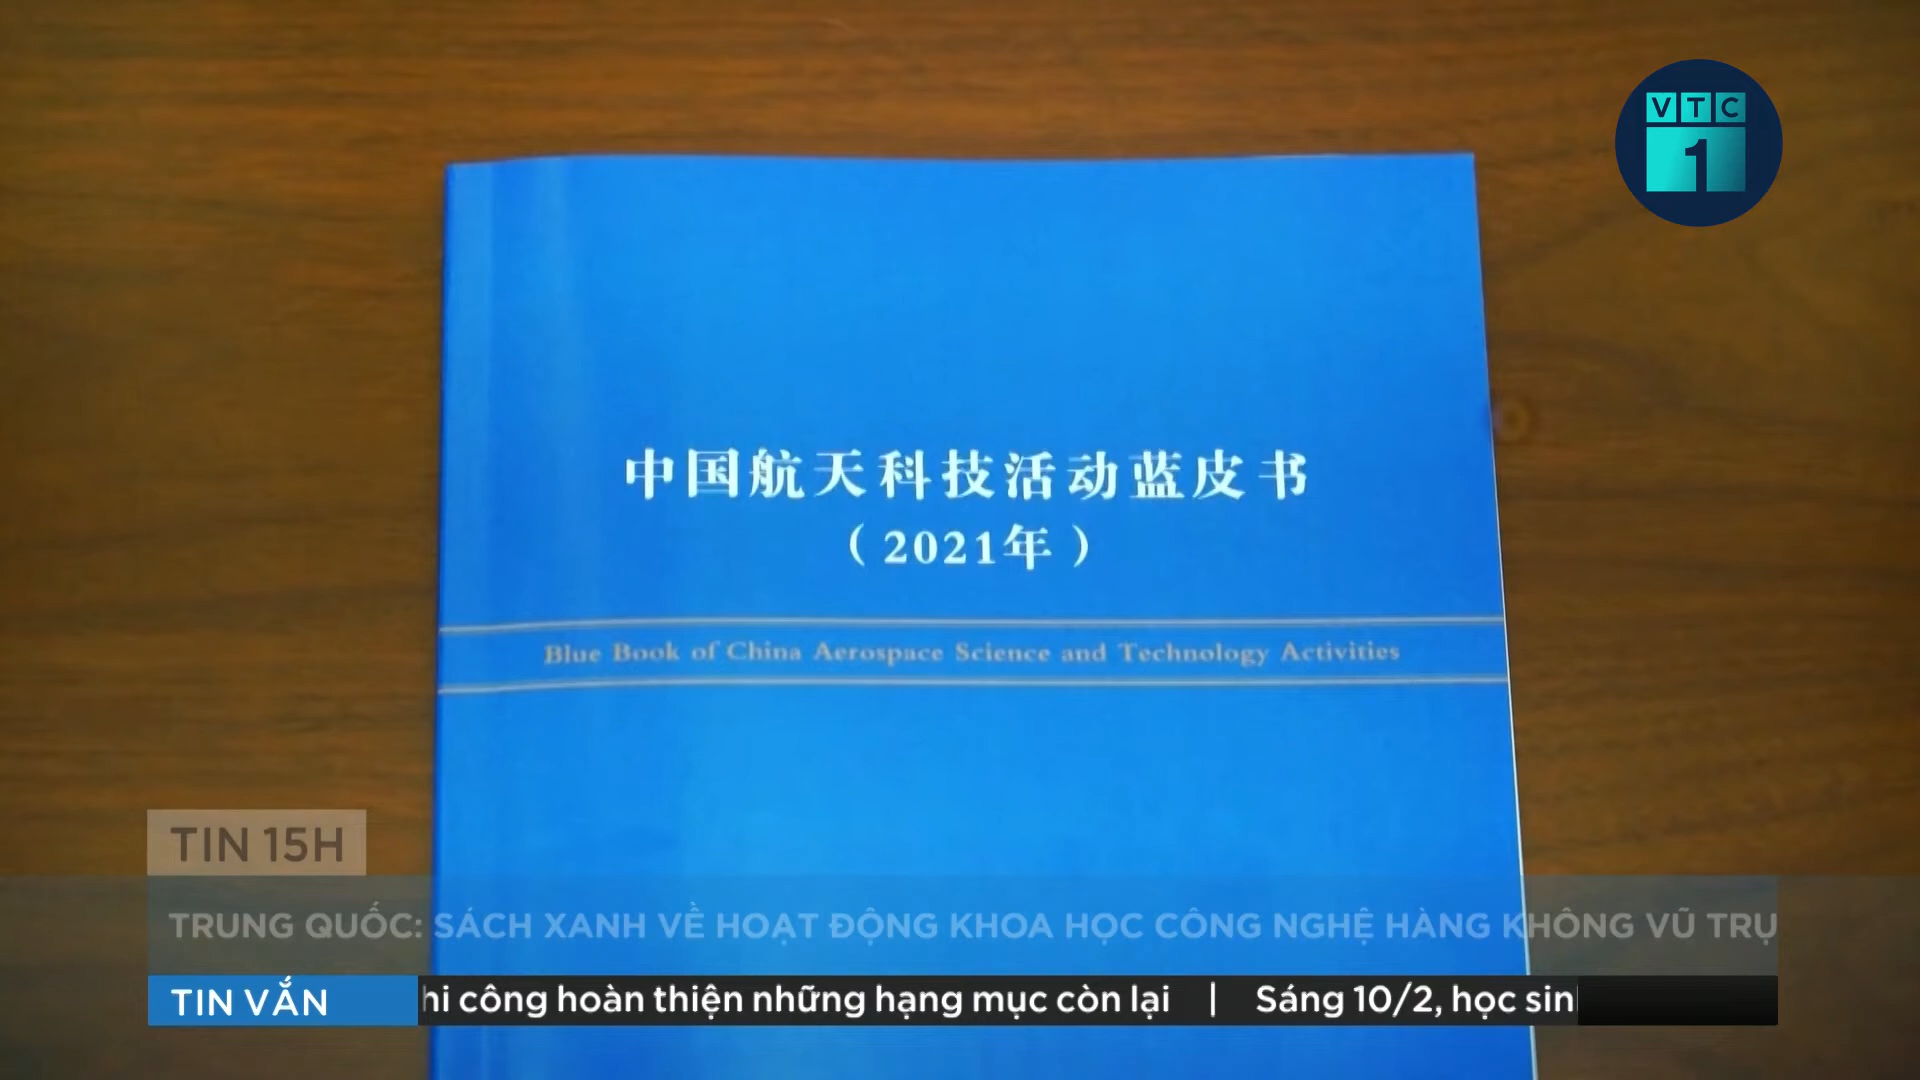 VTC
1
中国航天科技活动蓝皮书
（2021年）
Blue Book of China Aerospace Science and Technology Activities
TIN 15H
TRUNG QUỐC: SÁCH XANH VỀ HOẠT ĐỘNG KHOA HỌC CÔNG NGHỆ HÀNG KHÔNG VŨ TRỤ
TIN VẮN
hi công hoàn thiện những hạng mục còn lại | Sáng 10/2, học sin